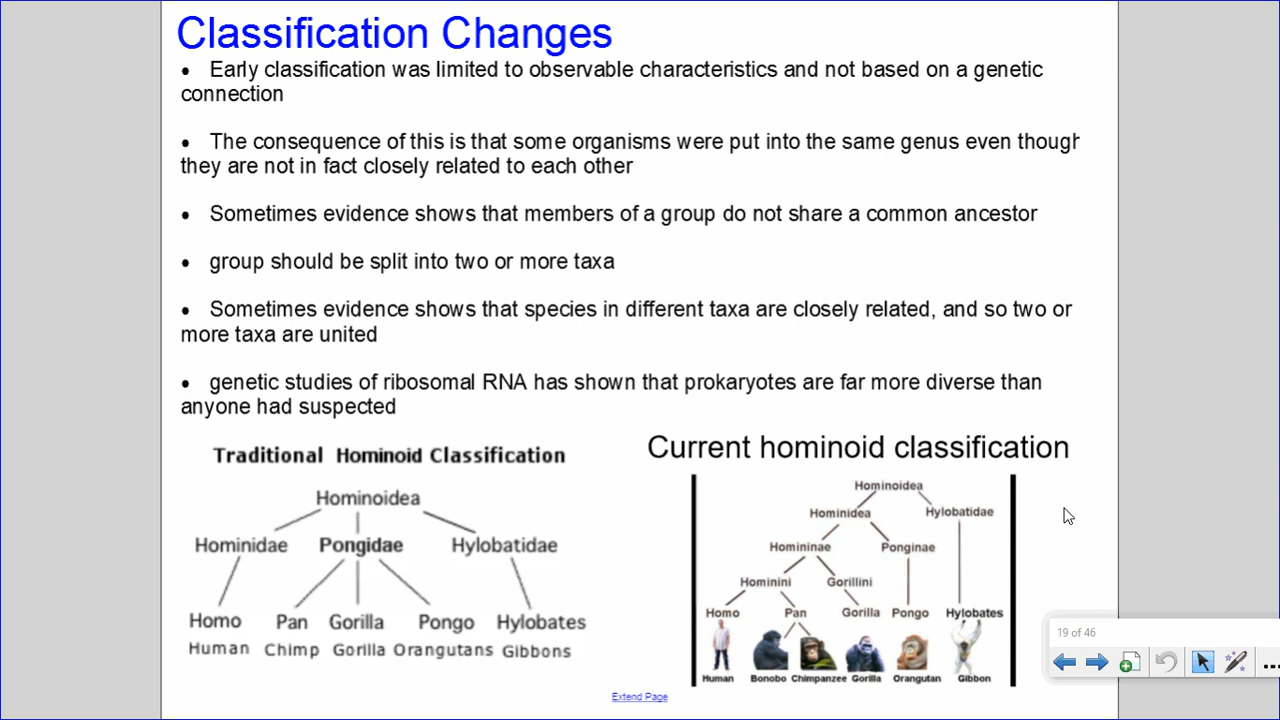 Classification Changes
• Early classification was limited to observable characteristics and not based on a genetic
connection
• The consequence of this is that some organisms were put into the same genus even though
they are not in fact closely related to each other
• Sometimes evidence shows that members of a group do not share a common ancestor
• group should be split into two or more taxa
• Sometimes evidence shows that species in different taxa are closely related, and so two or
more taxa are united
• genetic studies of ribosomal RNA has shown that prokaryotes are far more diverse than
anyone had suspected
Traditional Hominoid Classification
Hominoidea
Hominidae Pongidae Hylobatidae
Homo Pan Gorilla Pongo Hylobates
Human Chimp Gorilla Orangutans Gibbons
Current hominoid classification
Hominoidea
Hominidea Hylobatidae
Homininae Ponginae
Hominini Gorillini
Homo Pan Gorilla Pongo Hylobates
Human Bonobo Chimpanzee Gorilla Orangutan Gibbon
19 of 46
Extend Page